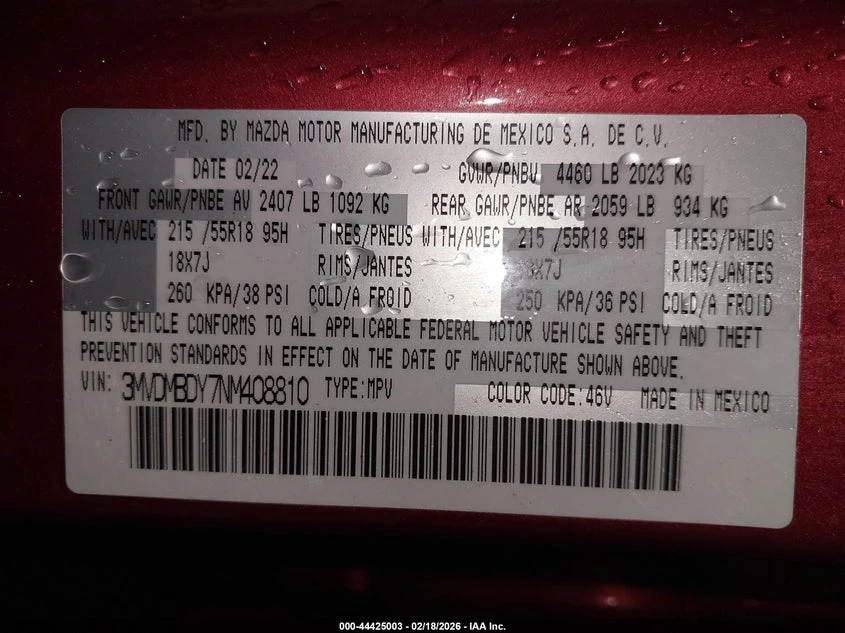 MFD. BY MAZDA MOTOR MANUFACTURING DE MEXICO S.A. DE C.V.
DATE 02/22 GVWR/PNBV 4460 LB 2023 KG
FRONT GAWR/PNBE AV 2407 LB 1092 KG REAR GAWR/PNBE AR 2059 LB 934 KG
WITH/AVEC 215 /55R18 95H TIRES/PNEUS WITH/AVEC 215 /55R18 95H TIRES/PNEUS
18X7J RIMS/JANTES 18X7J RIMS/JANTES
260 KPA/38 PSI COLD/A FROID 250 KPA/36 PSI COLD/A FROID
THIS VEHICLE CONFORMS TO ALL APPLICABLE FEDERAL MOTOR VEHICLE SAFETY AND THEFT
PREVENTION STANDARDS IN EFFECT ON THE DATE OF MANUFACTURE SHOWN ABOVE.
VIN: 3MVDMBDY7NM408810 TYPE:MPV COLOR CODE:46V MADE IN MEXICO
000-44425003 - 02/18/2026 - IAA Inc.